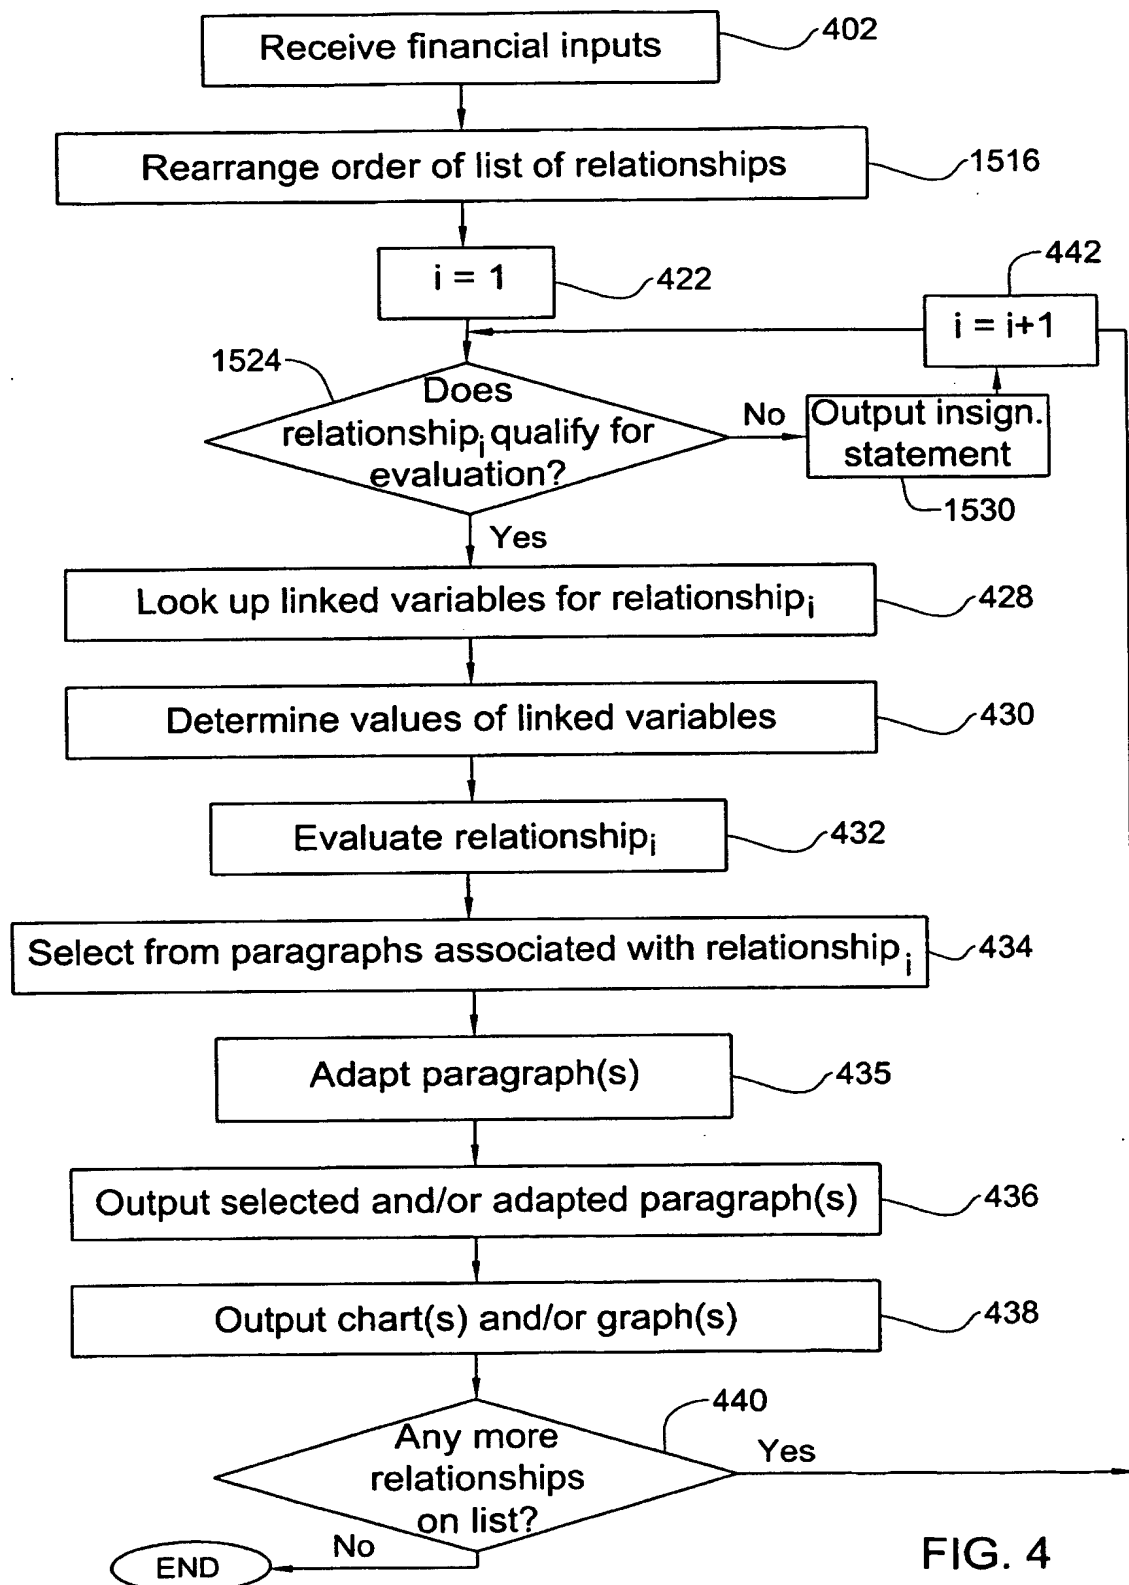 Receive financial inputs
402
Rearrange order of list of relationships
1516
i = 1
422
442
i = i+1
1524
Does
relationshipi qualify for
evaluation?
No
Output insign.
statement
1530
Yes
Look up linked variables for relationshipi
428
Determine values of linked variables
430
Evaluate relationshipi
432
Select from paragraphs associated with relationshipi
434
Adapt paragraph(s)
435
Output selected and/or adapted paragraph(s)
436
Output chart(s) and/or graph(s)
438
440
Any more
relationships
on list?
Yes
No
END
FIG. 4